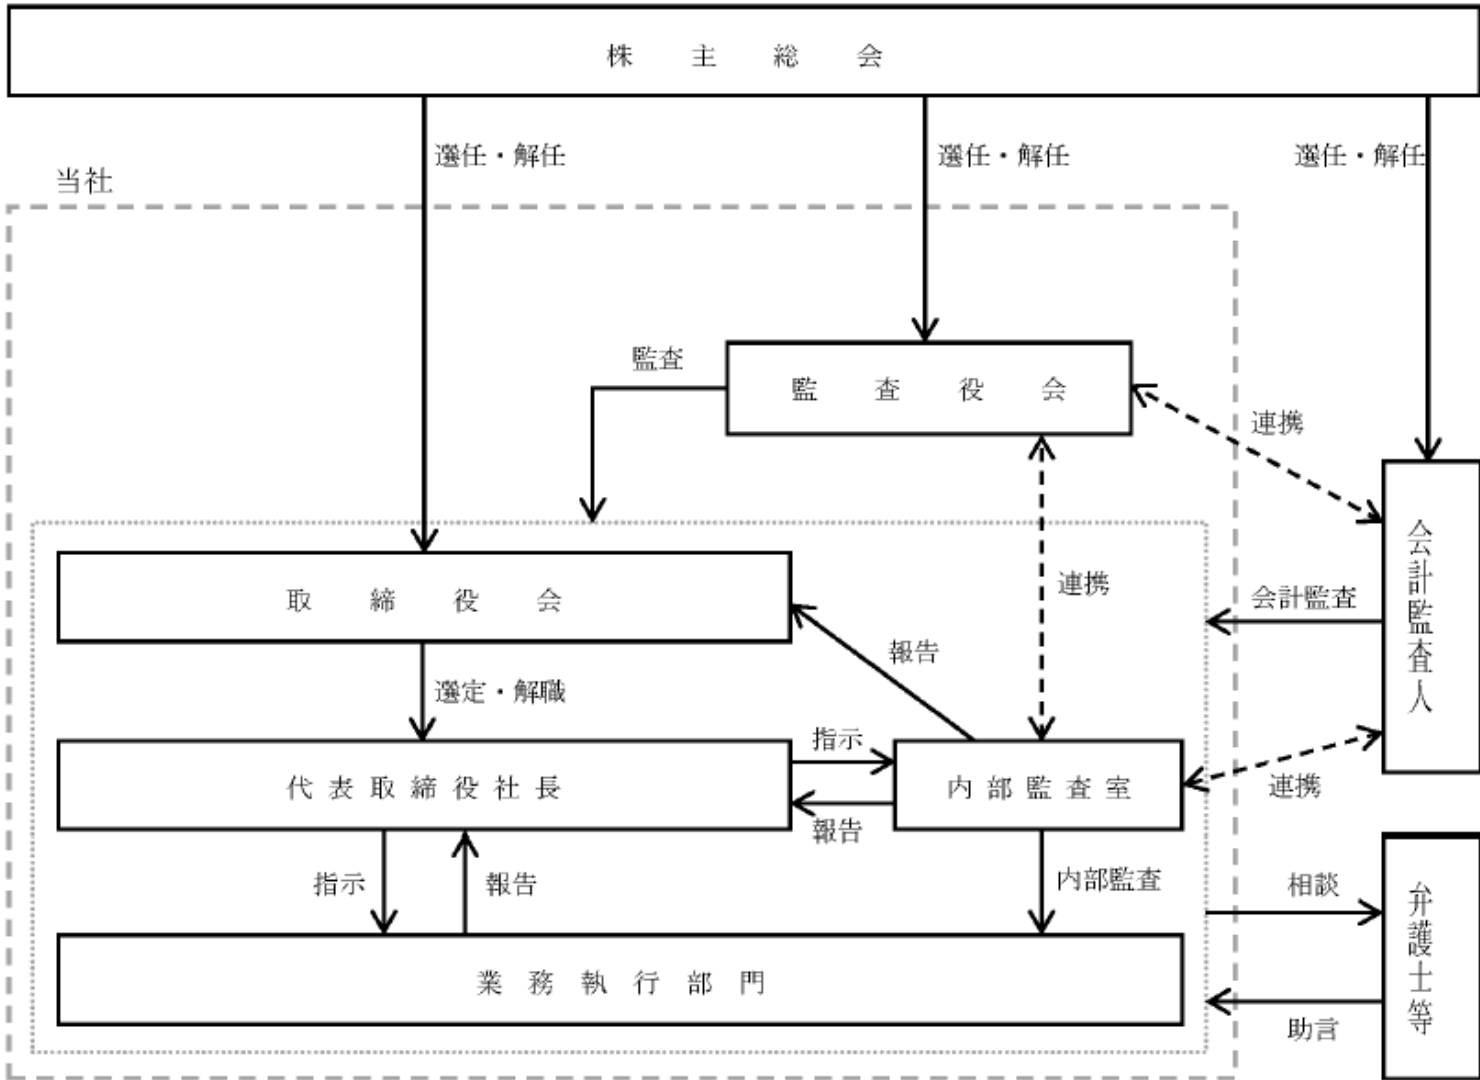 株主総会
選任・解任
選任・解任
選任・解任
当社
監査
監査役会
連携
会計監査人
取締役会
連携
会計監査
報告
選定・解職
指示
代表取締役社長
内部監査室
連携
報告
指示
報告
内部監査
相談
弁護士等
業務執行部門
助言